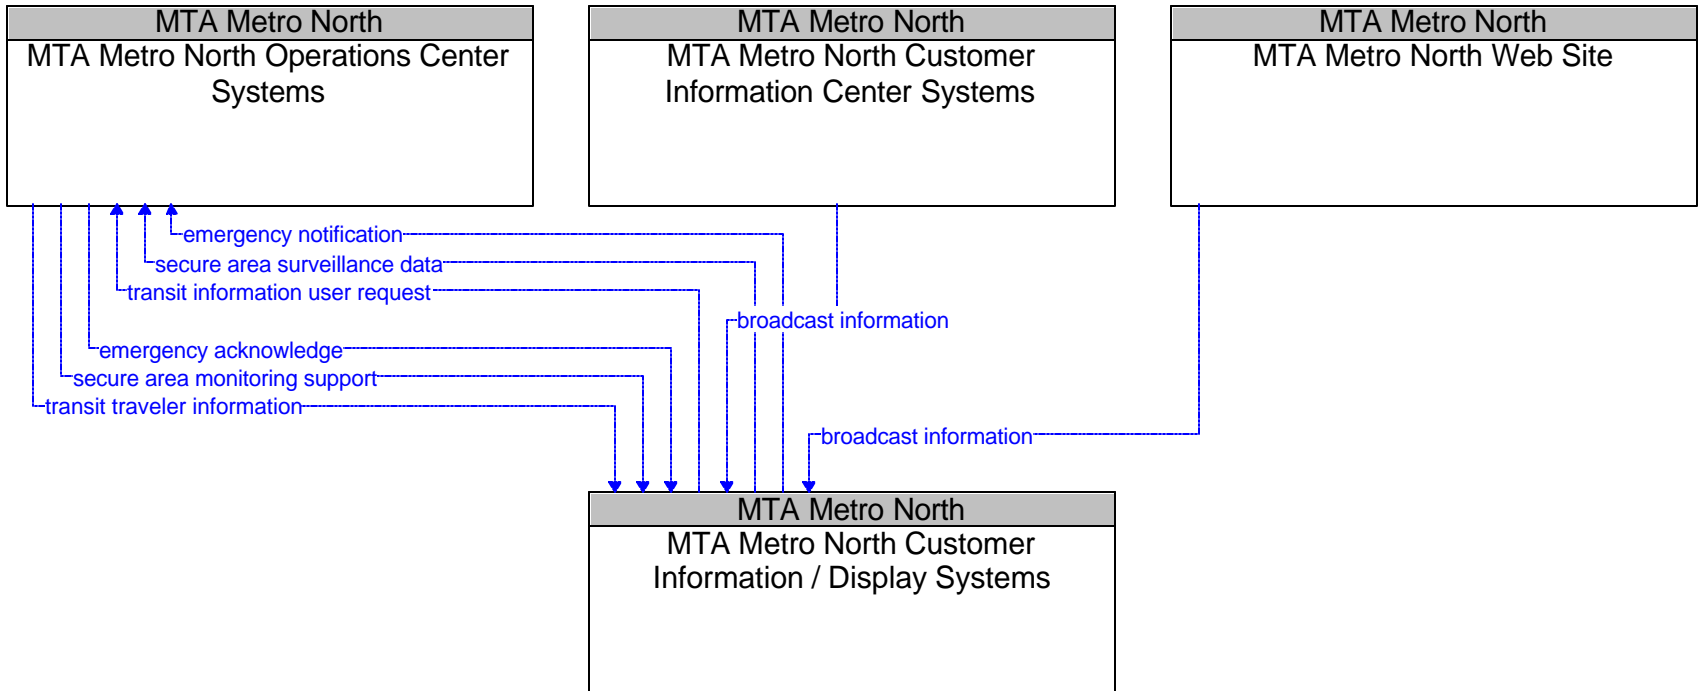 MTA Metro North
MTA Metro North Operations Center
Systems
MTA Metro North
MTA Metro North Customer
Information Center Systems
MTA Metro North
MTA Metro North Web Site
emergency notification
secure area surveillance data
transit information user request
broadcast information
emergency acknowledge
secure area monitoring support
transit traveler information
broadcast information
MTA Metro North
MTA Metro North Customer
Information / Display Systems